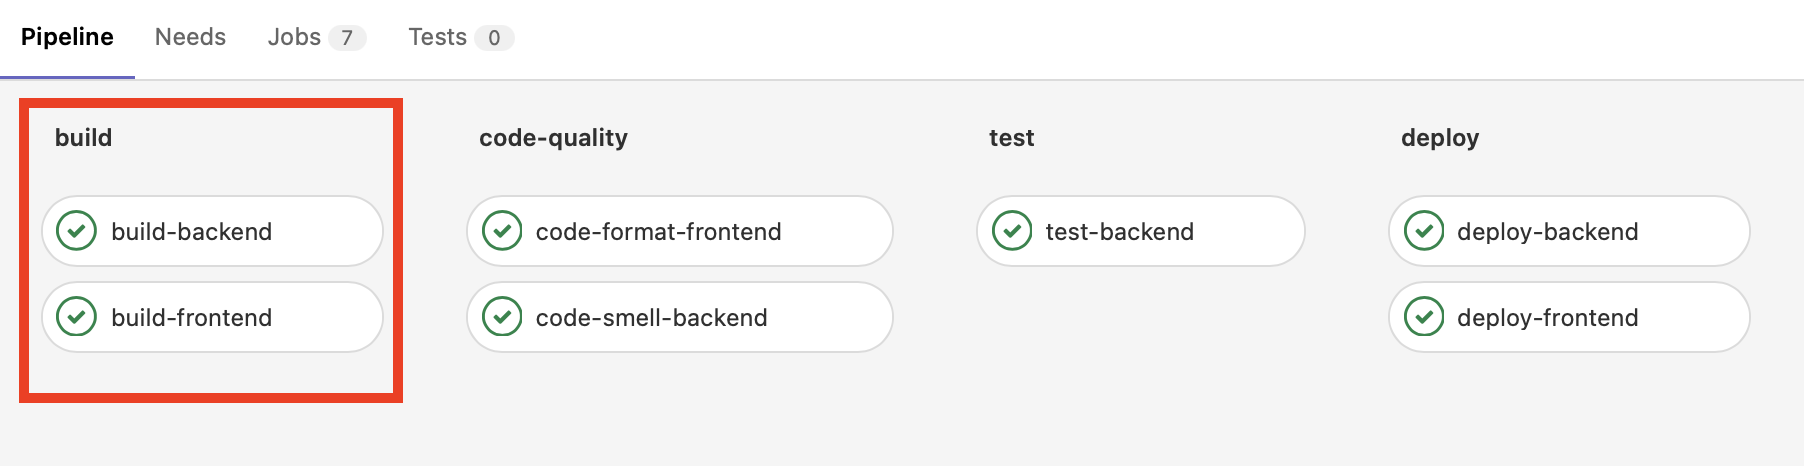 Pipeline Needs Jobs 7 Tests 0
build
build-backend
build-frontend
code-quality
code-format-frontend
code-smell-backend
test
test-backend
deploy
deploy-backend
deploy-frontend